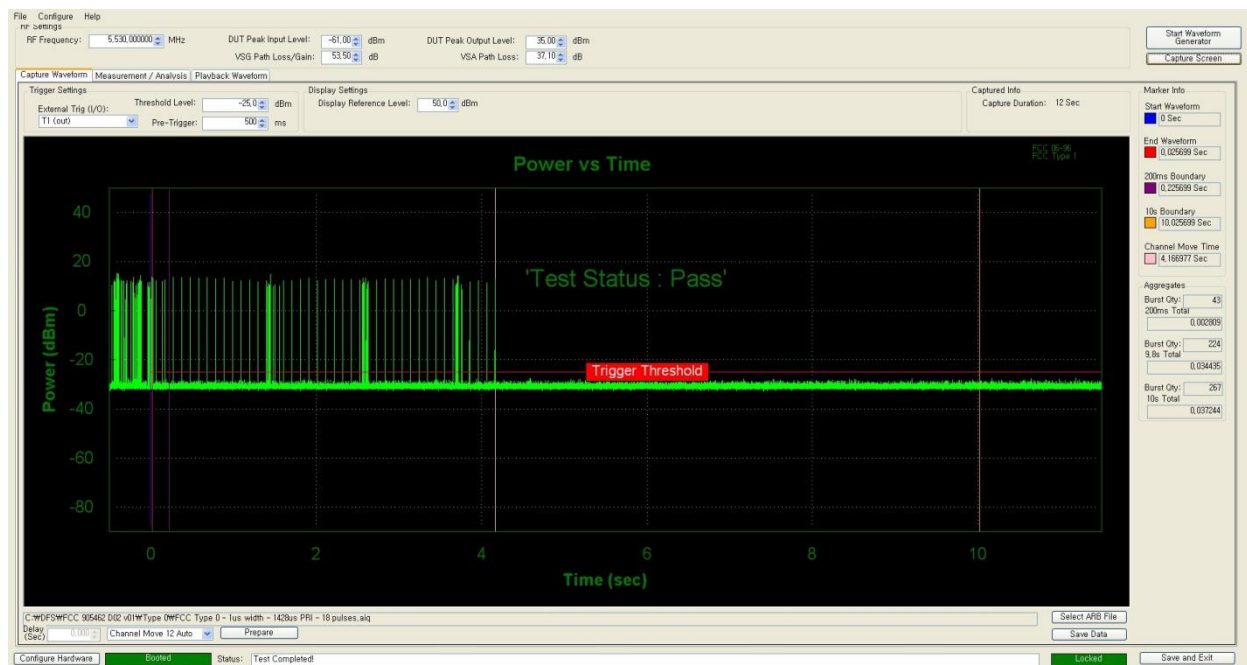 File Configure Help
RF Settings
RF Frequency: 5,530,000000 MHz DUT Peak Input Level: -61,00 dBm DUT Peak Output Level: 35,00 dBm
VSG Path Loss/Gain: 53,50 dB VSA Path Loss: 37,10 dB
Start Waveform Generator
Capture Screen
Capture Waveform Measurement / Analysis Playback Waveform
Trigger Settings
External Trig (I/O): T1 (out)
Threshold Level: -25,0 dBm
Pre-Trigger: 500 ms
Display Settings
Display Reference Level: 50,0 dBm
Captured Info
Capture Duration: 12 Sec
Marker Info
Start Waveform
0 Sec
End Waveform
0,025699 Sec
200ms Boundary
0,225699 Sec
10s Boundary
10,025699 Sec
Channel Move Time
4,166977 Sec
Aggregates
Burst Qty: 43
200ms Total
0,002809
Burst Qty: 224
9,8s Total
0,034435
Burst Qty: 267
10s Total
0,037244
FCC 06-96
FCC Type 1
Power vs Time
'Test Status : Pass'
Trigger Threshold
Power (dBm)
40
20
0
-20
-40
-60
-80
0 2 4 6 8 10
Time (sec)
C:₩DFS₩FCC 905462 D02 v01₩Type 0₩FCC Type 0 - 1us width - 1428us PRI - 18 pulses,aiq
Select ARB File
Delay (Sec) 0,000 Channel Move 12 Auto Prepare
Save Data
Configure Hardware Booted Status: Test Completed! Locked Save and Exit